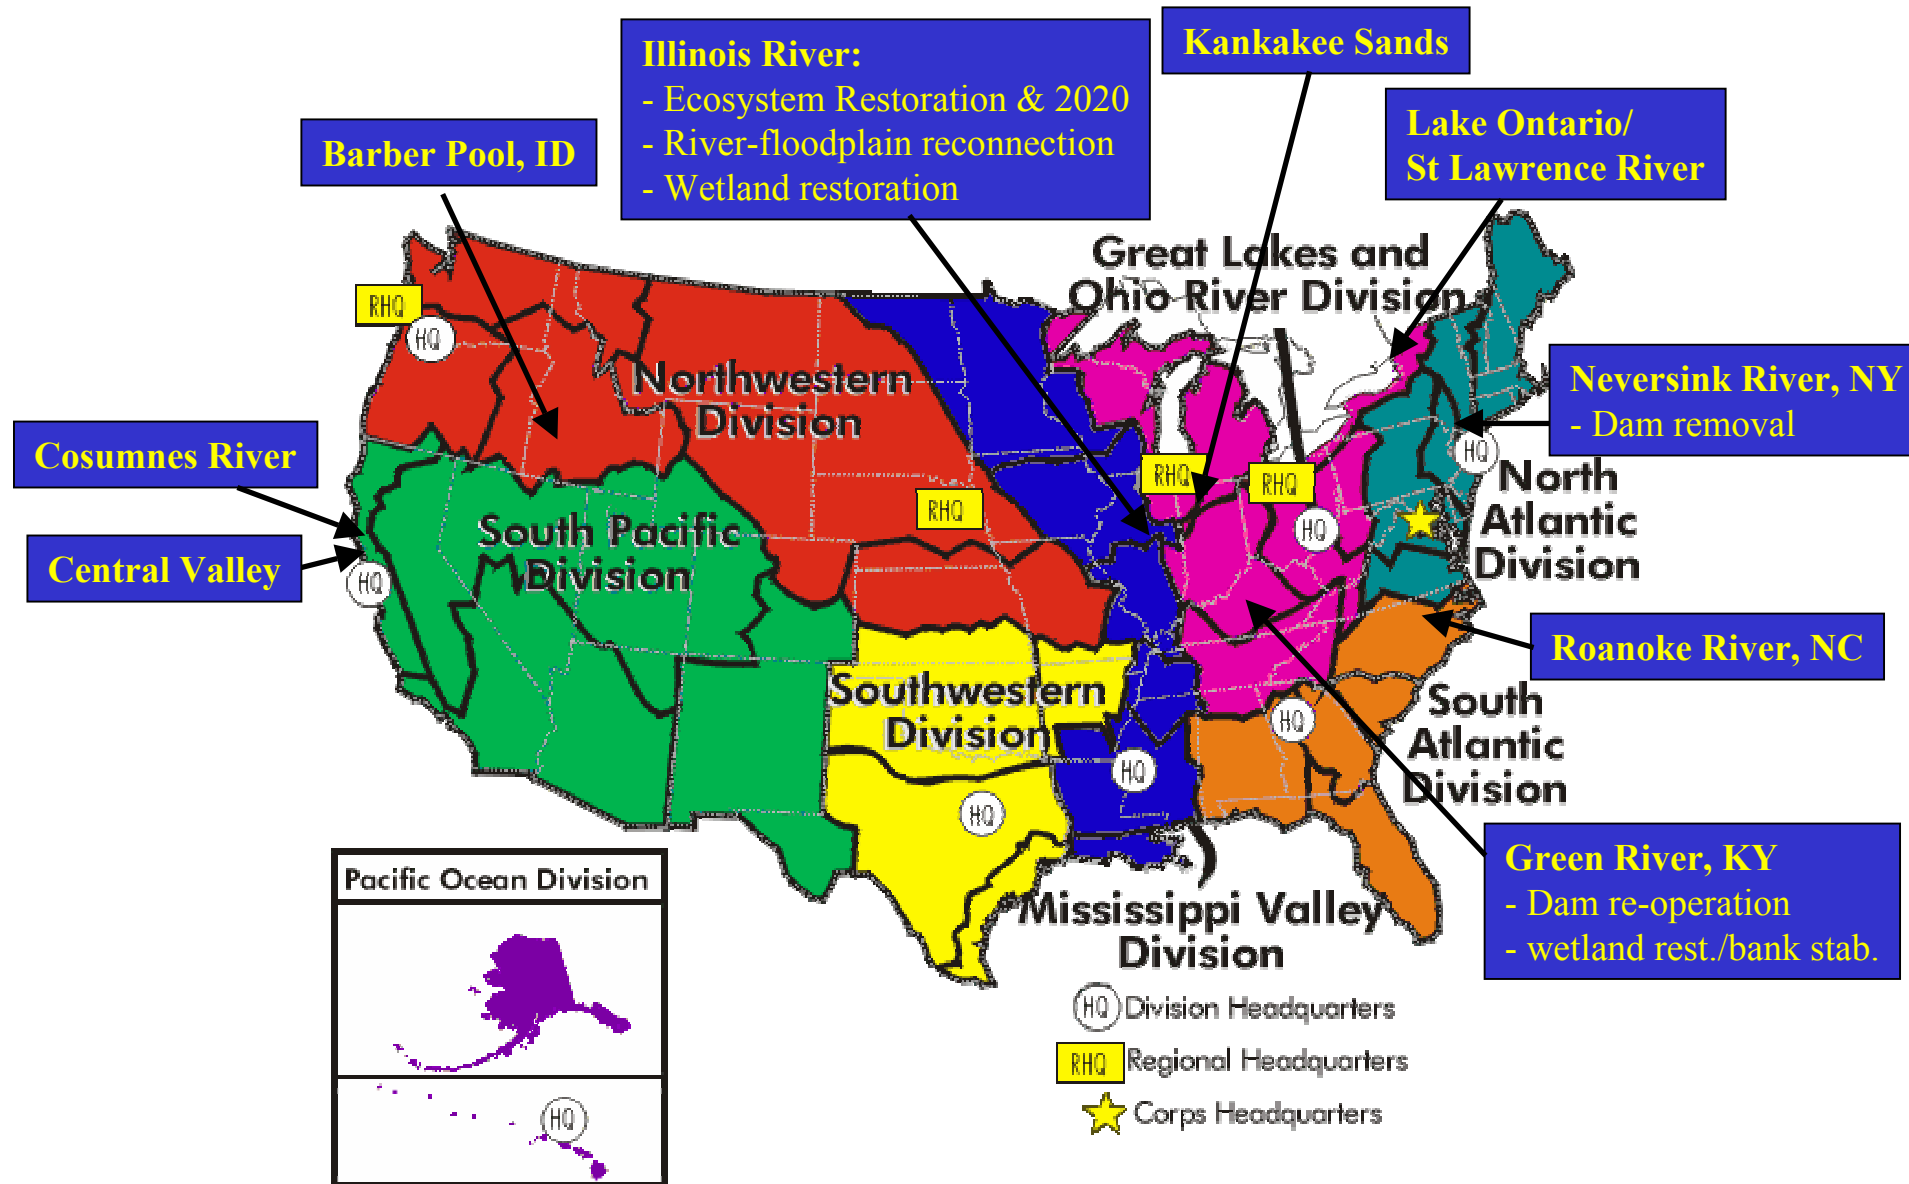 Illinois River:
- Ecosystem Restoration & 2020
- River-floodplain reconnection
- Wetland restoration
Kankakee Sands
Lake Ontario/
St Lawrence River
Barber Pool, ID
Great Lakes and
Ohio River Division
RHQ
HQ
Northwestern
Division
Neversink River, NY
- Dam removal
Cosumnes River
Central Valley
HQ
South Pacific
Division
RHQ
RHQ
RHQ
HQ
HQ
North
Atlantic
Division
Roanoke River, NC
Southwestern
Division
HQ
HQ
HQ
South
Atlantic
Division
Green River, KY
- Dam re-operation
- wetland rest./bank stab.
Mississippi Valley
Division
Pacific Ocean Division
HQ
HQ Division Headquarters
RHQ Regional Headquarters
Corps Headquarters